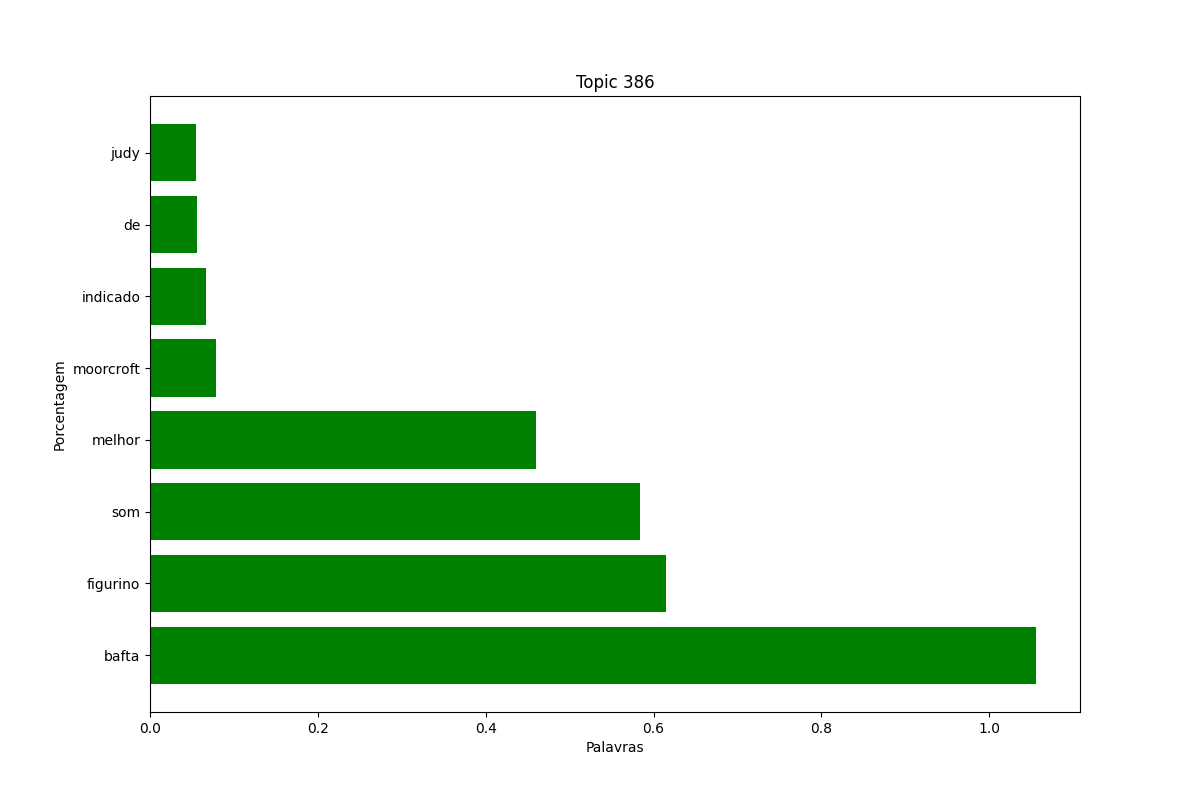 Topic 386
judy
de
indicado
moorcroft
melhor
som
figurino
bafta
Porcentagem
0.0 0.2 0.4 0.6 0.8 1.0
Palavras